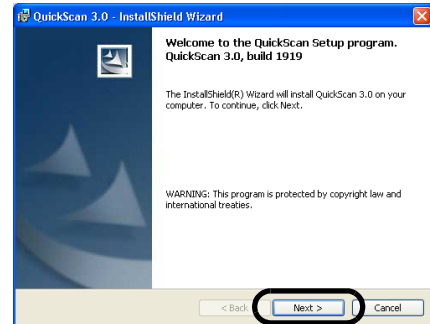 QuickScan 3.0 - InstallShield Wizard
Welcome to the QuickScan Setup program.
QuickScan 3.0, build 1919
The InstallShield(R) Wizard will install QuickScan 3.0 on your
computer. To continue, click Next.
WARNING: This program is protected by copyright law and
international treaties.
< Back
Next >
Cancel